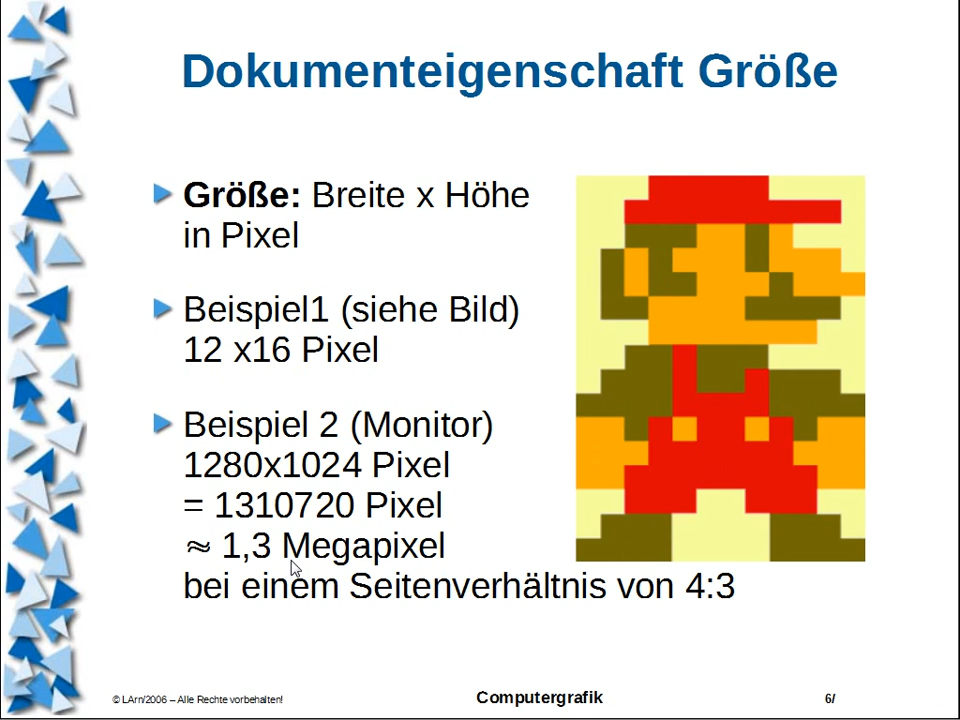 Dokumenteigenschaft Größe
Größe: Breite x Höhe
in Pixel
Beispiel1 (siehe Bild)
12 x16 Pixel
Beispiel 2 (Monitor)
1280x1024 Pixel
= 1310720 Pixel
≈ 1,3 Megapixel
bei einem Seitenverhältnis von 4:3
© LArn/2006 – Alle Rechte vorbehalten!
Computergrafik
6/